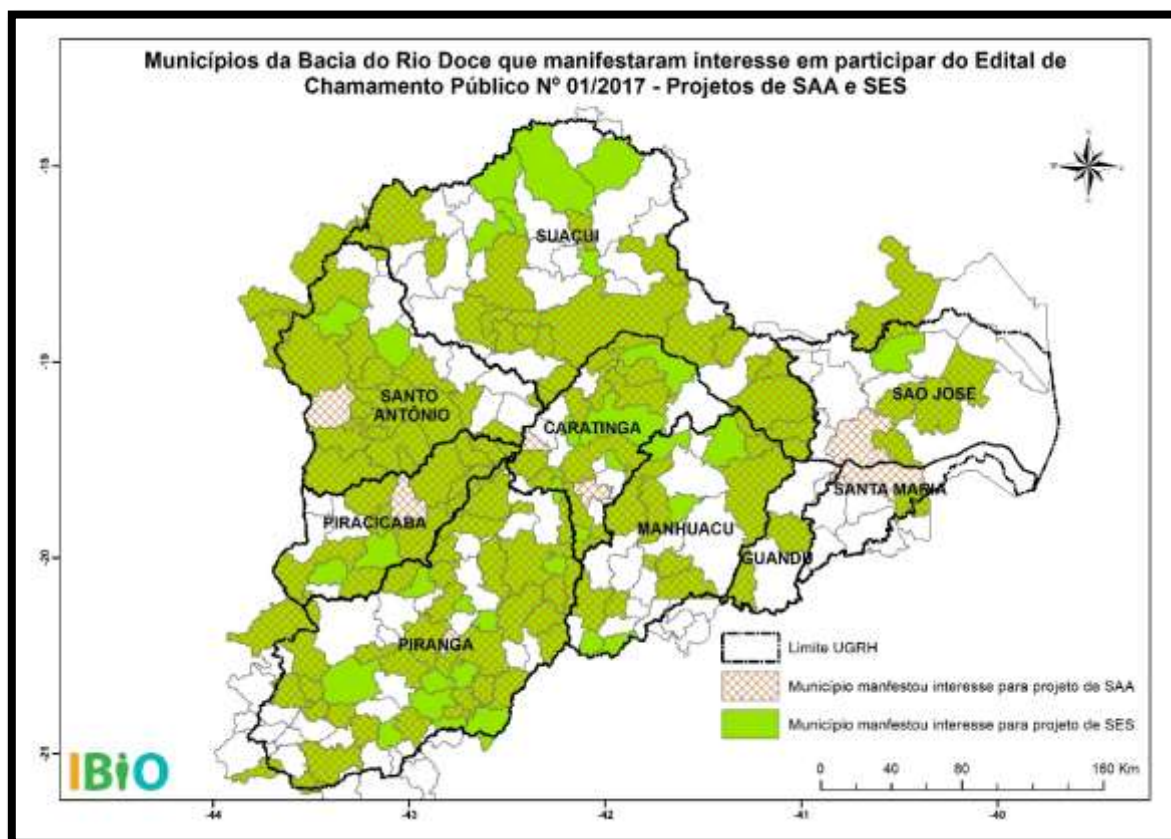 Municípios da Bacia do Rio Doce que manifestaram interesse em participar do Edital de
Chamamento Público Nº 01/2017 - Projetos de SAA e SES
SUAÇUI
SANTO
ANTÔNIO
CARATINGA
SAO JOSE
SANTA MARIA
PIRACICABA
MANHUACU
GUANDU
PIRANGA
Limite UGRH
Município manfestou interesse para projeto de SAA
Município manfestou interesse para projeto de SES
0 40 80 160 Km
IBiO
-18
-19
-20
-21
-44 -43 -42 -41 -40